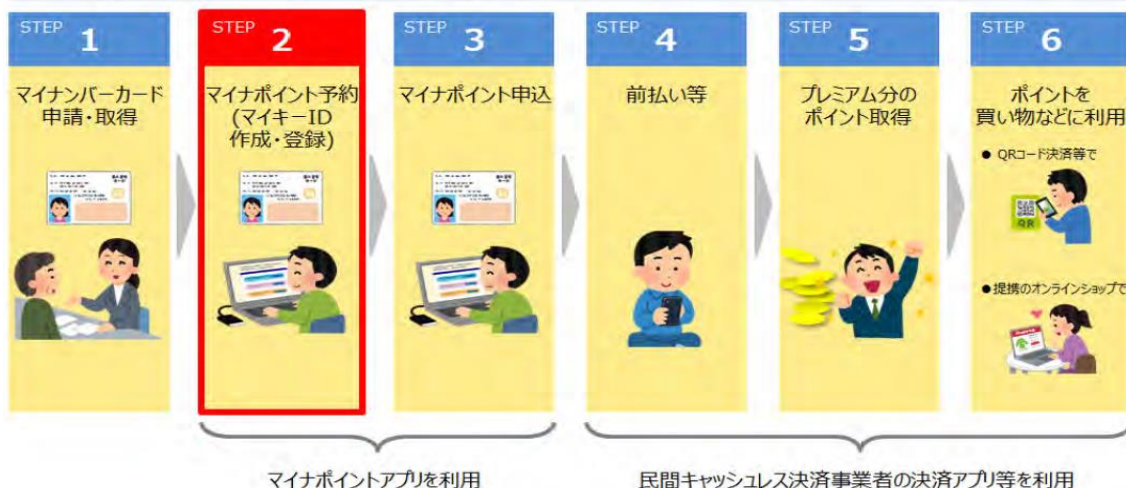 STEP 1
マイナンバーカード
申請・取得
STEP 2
マイナポイント予約
(マイキーID
作成・登録)
STEP 3
マイナポイント申込
STEP 4
前払い等
STEP 5
プレミアム分の
ポイント取得
STEP 6
ポイントを
買い物などに利用
● QRコード決済等で
QR
●提携のオンラインショップで
マイナポイントアプリを利用
民間キャッシュレス決済事業者の決済アプリ等を利用